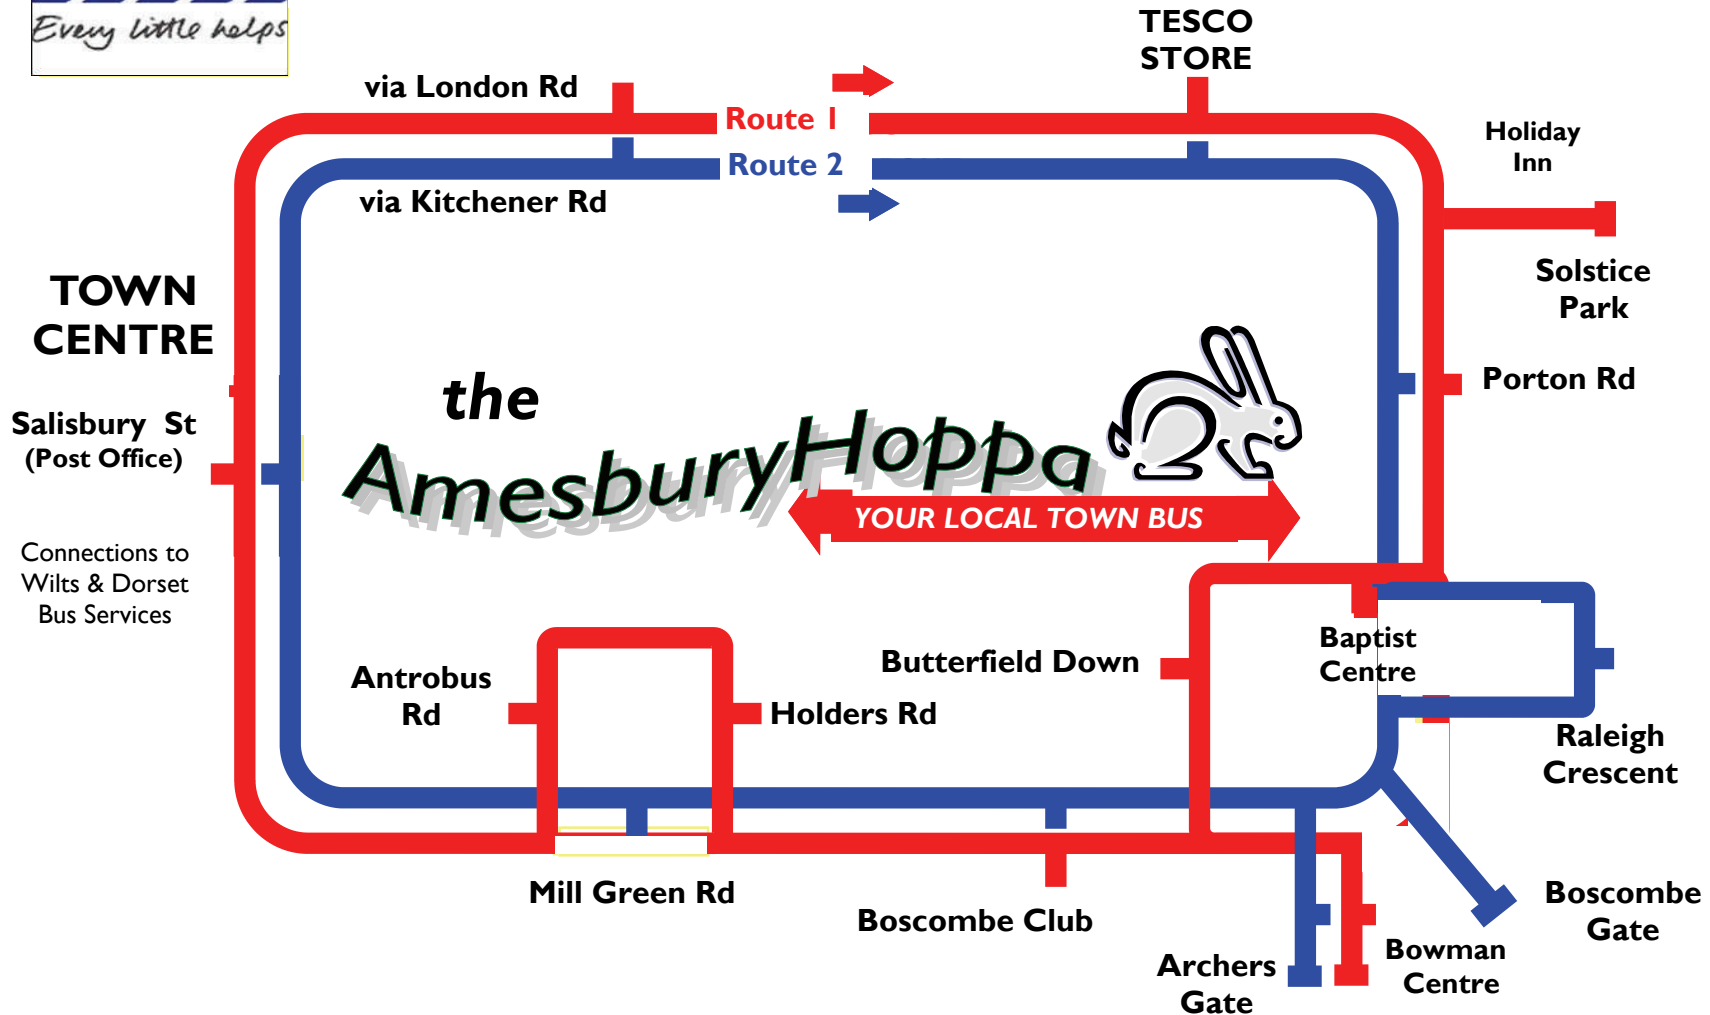 Every little helps
TESCO
STORE
via London Rd
Route 1
Holiday
Inn
Route 2
via Kitchener Rd
Solstice
Park
TOWN
CENTRE
the
Porton Rd
Salisbury St
(Post Office)
AmesburyHoppa
YOUR LOCAL TOWN BUS
Connections to
Wilts & Dorset
Bus Services
Baptist
Centre
Butterfield Down
Antrobus
Rd
Holders Rd
Raleigh
Crescent
Mill Green Rd
Boscombe Club
Boscombe
Gate
Bowman
Centre
Archers
Gate